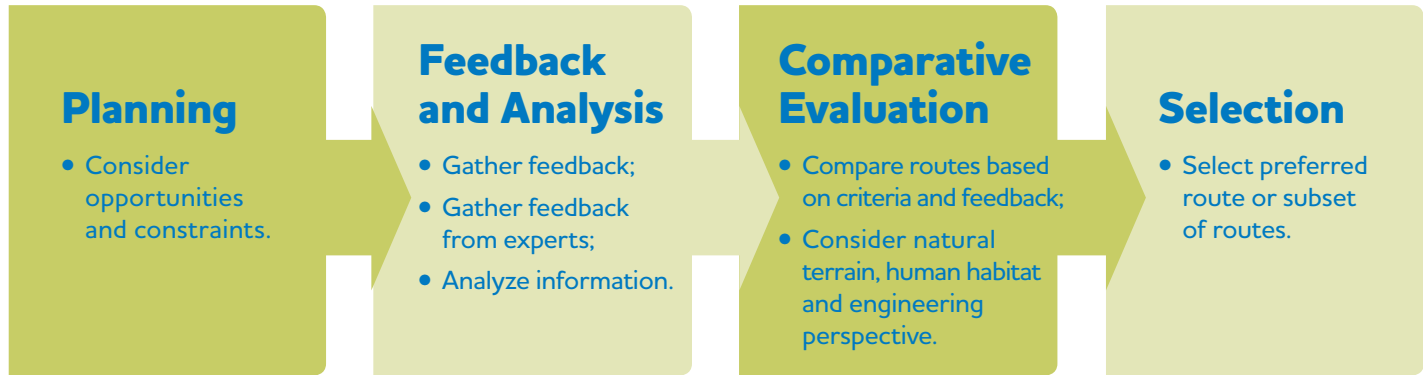 Planning
• Consider
opportunities
and constraints.
Feedback
and Analysis
• Gather feedback;
• Gather feedback
from experts;
• Analyze information.
Comparative
Evaluation
• Compare routes based
on criteria and feedback;
• Consider natural
terrain, human habitat
and engineering
perspective.
Selection
• Select preferred
route or subset
of routes.